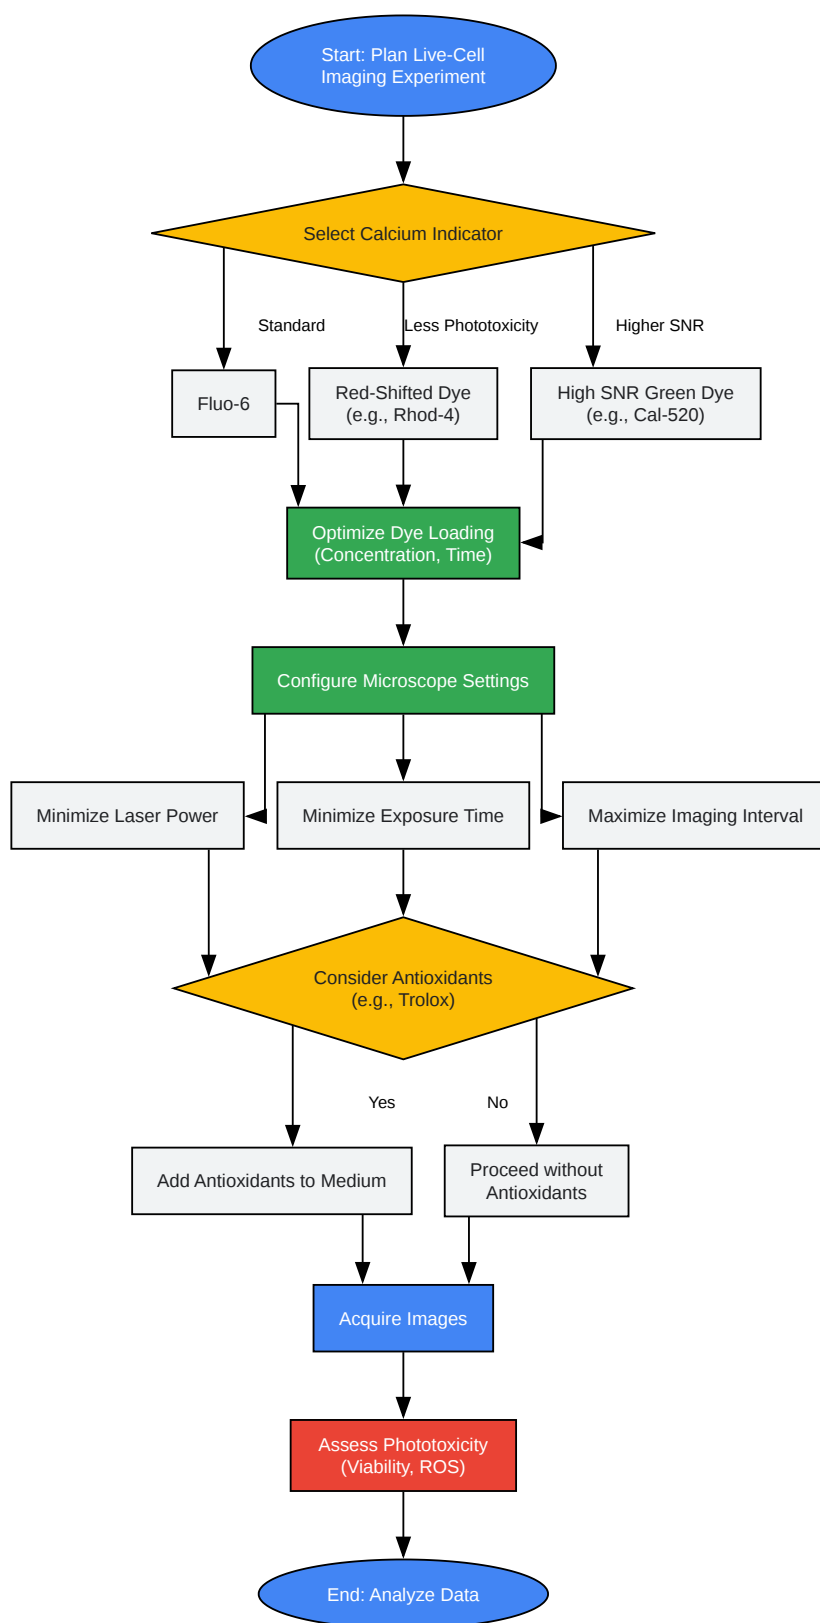 Start: Plan Live-Cell
Imaging Experiment
Select Calcium Indicator
Standard
Less Phototoxicity
Higher SNR
Fluo-6
Red-Shifted Dye
(e.g., Rhod-4)
High SNR Green Dye
(e.g., Cal-520)
Optimize Dye Loading
(Concentration, Time)
Configure Microscope Settings
Minimize Laser Power
Minimize Exposure Time
Maximize Imaging Interval
Consider Antioxidants
(e.g., Trolox)
Yes
No
Add Antioxidants to Medium
Proceed without
Antioxidants
Acquire Images
Assess Phototoxicity
(Viability, ROS)
End: Analyze Data